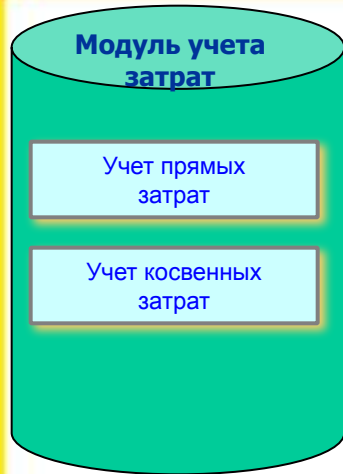 Модуль учета
затрат
Учет прямых
затрат
Учет косвенных
затрат